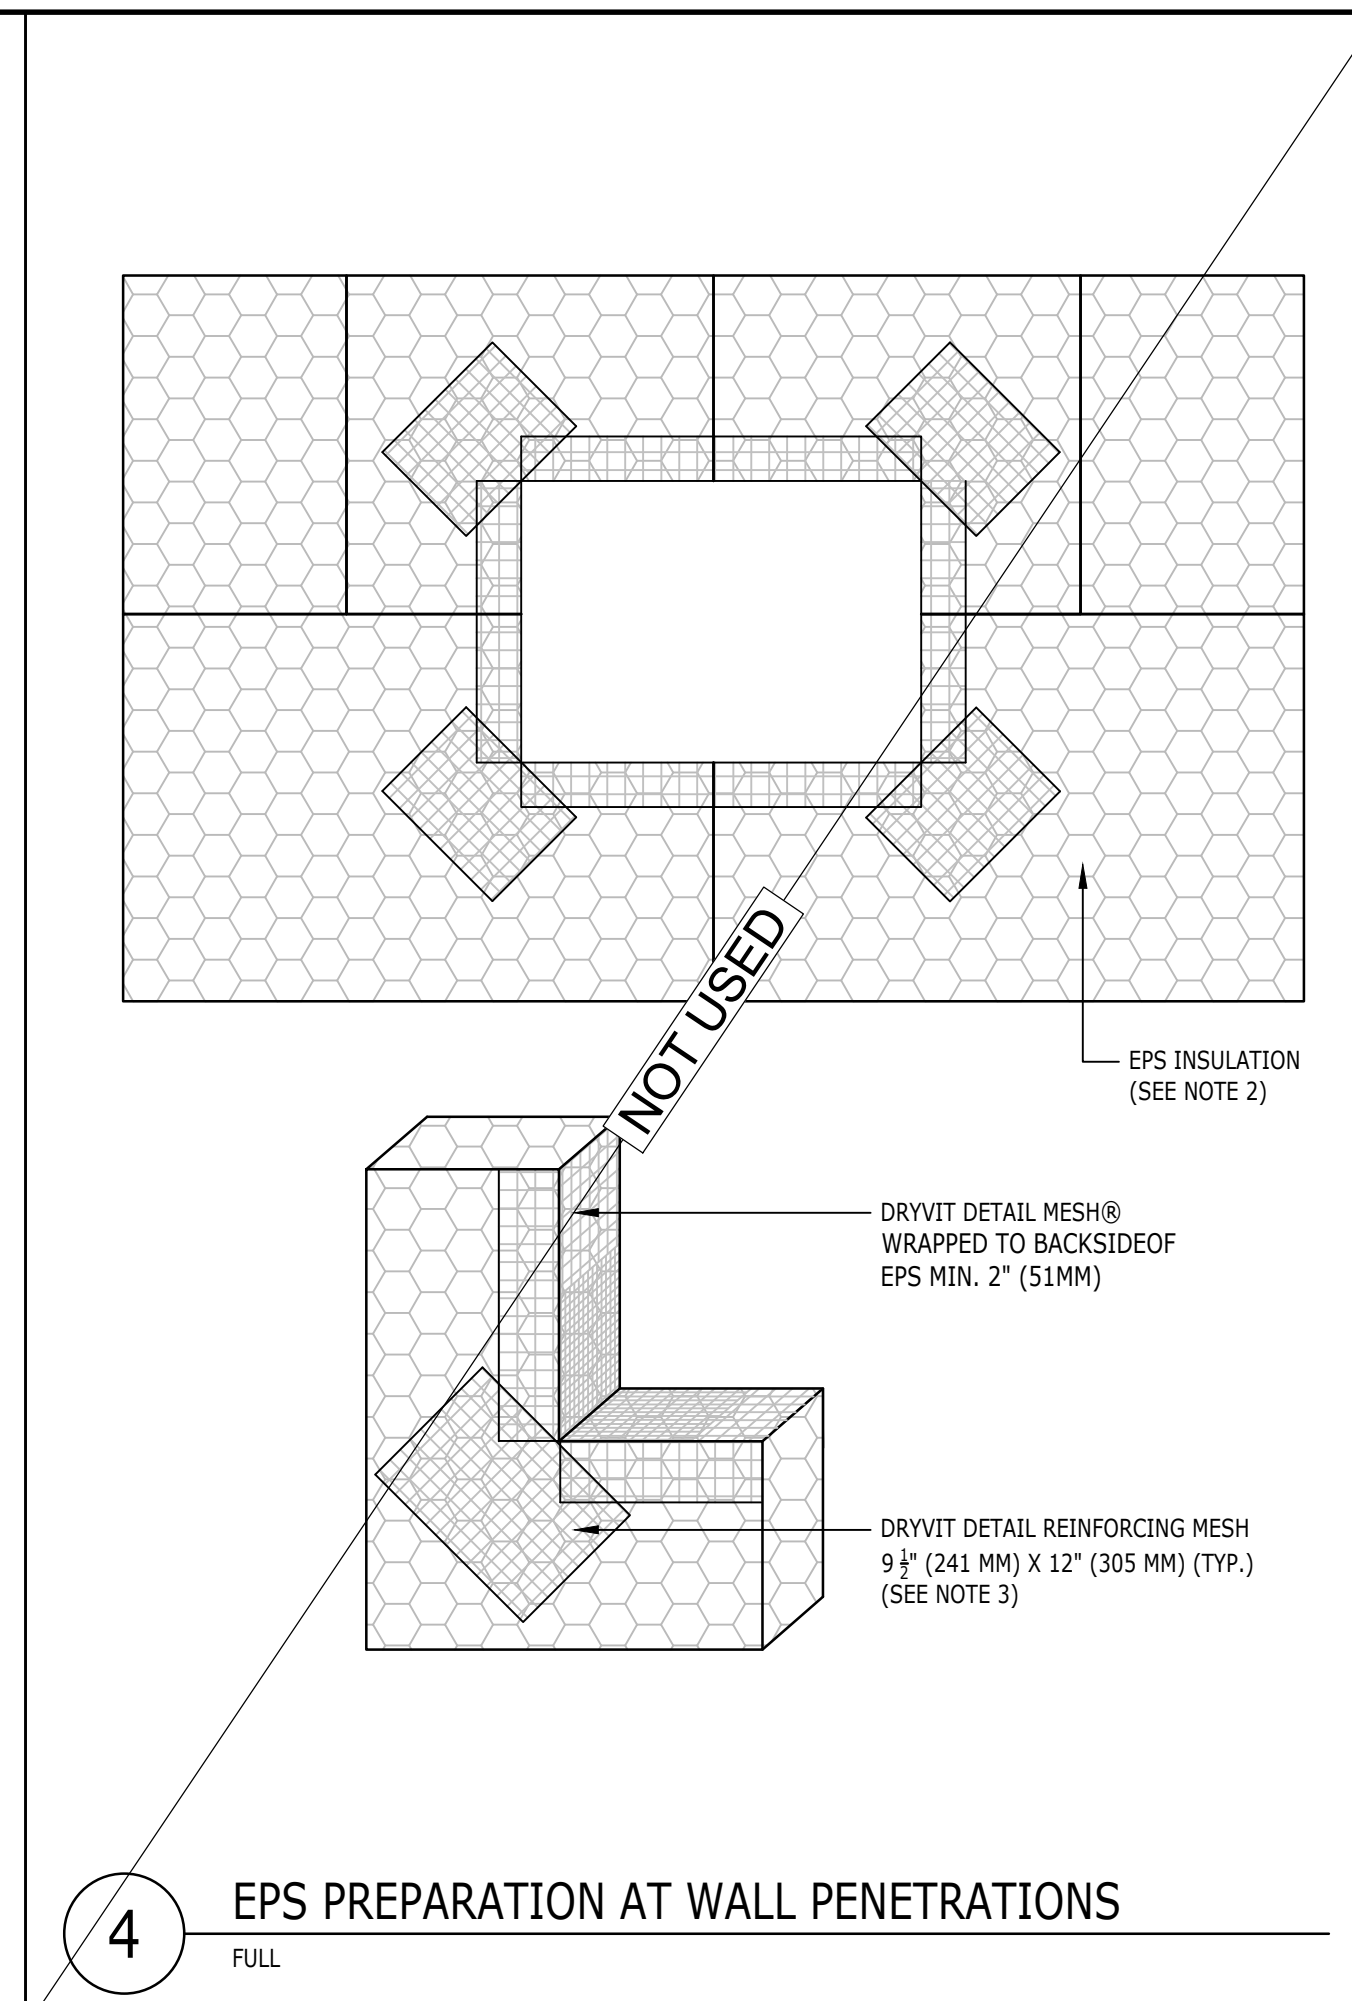 NOT USED
EPS INSULATION
(SEE NOTE 2)
DRYVIT DETAIL MESH®
WRAPPED TO BACKSIDEOF
EPS MIN. 2" (51MM)
DRYVIT DETAIL REINFORCING MESH
9 1/2" (241 MM) X 12" (305 MM) (TYP.)
(SEE NOTE 3)
4
EPS PREPARATION AT WALL PENETRATIONS
FULL